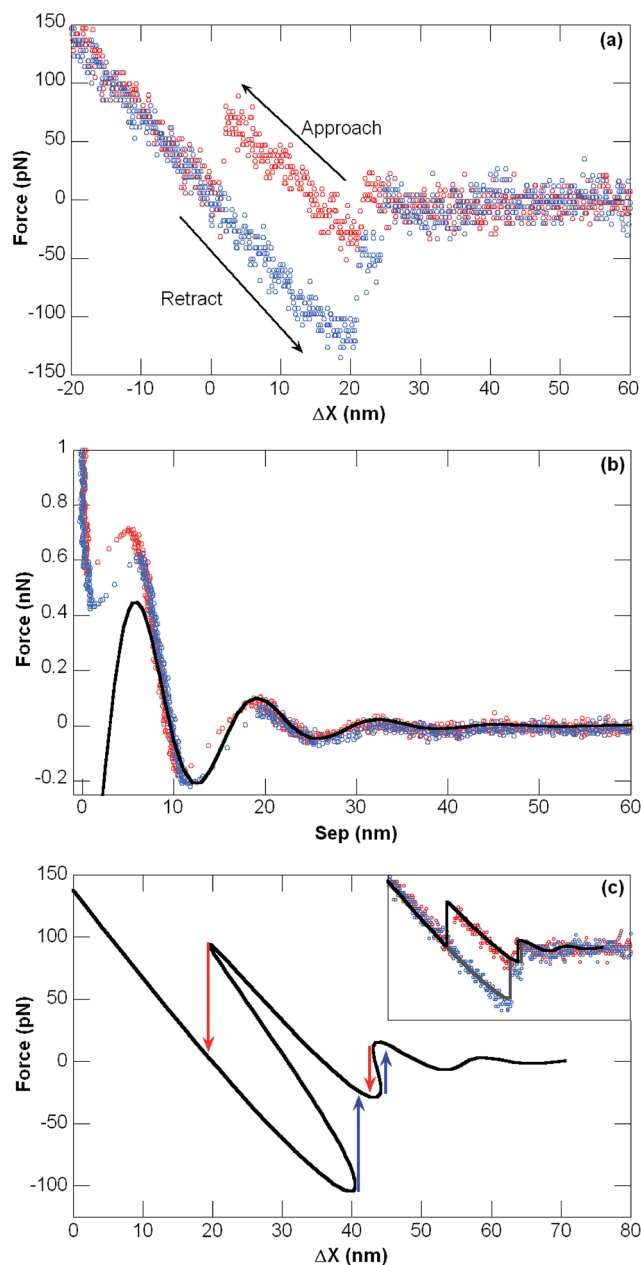 (a)
150
100
50
0
-50
-100
-150
Force (pN)
Approach
Retract
-20 -10 0 10 20 30 40 50 60
ΔX (nm)
(b)
1
0.8
0.6
0.4
0.2
0
-0.2
Force (nN)
0 10 20 30 40 50 60
Sep (nm)
(c)
150
100
50
0
-50
-100
Force (pN)
0 10 20 30 40 50 60 70 80
ΔX (nm)